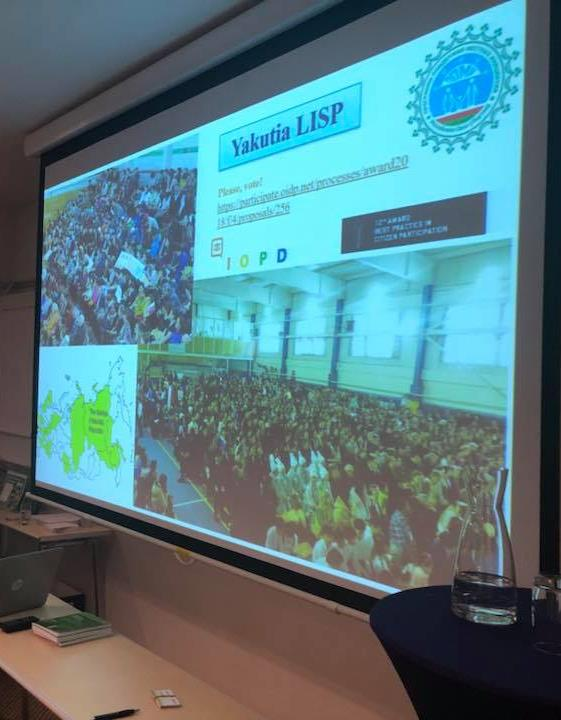 Yakutia LISP
Please, vote!
https://participate.oidp.net/processes/award20
18/f/4/proposals/256
12TH AWARD
BEST PRACTICE IN
CITIZEN PARTICIPATION
I O P D